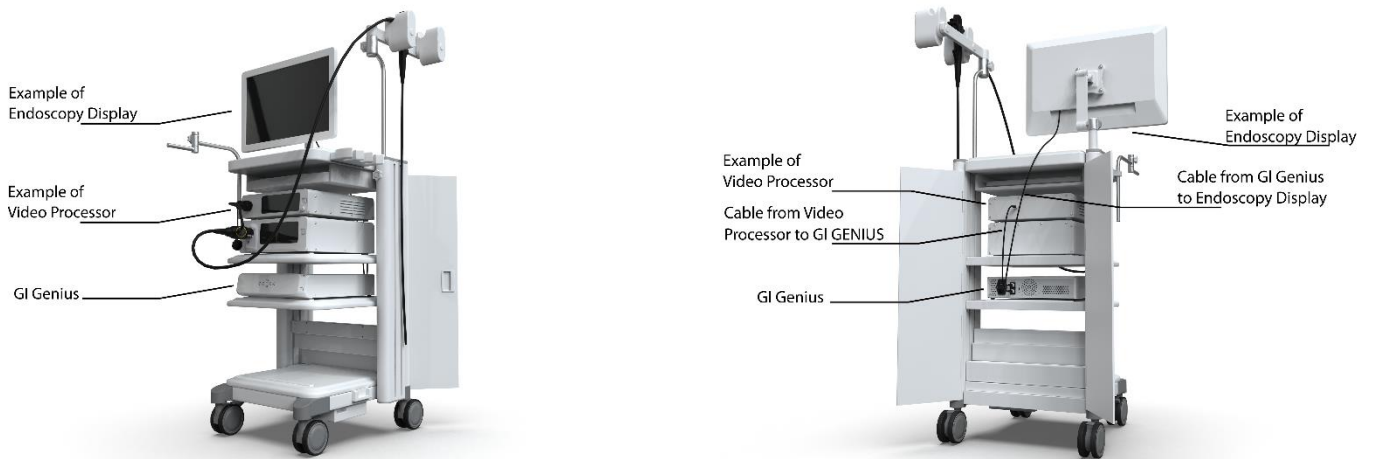 Example of
Endoscopy Display
Example of
Video Processor
GI Genius
Example of
Endoscopy Display
Example of
Video Processor
Cable from GI Genius
to Endoscopy Display
Cable from Video
Processor to GI GENIUS
GI Genius